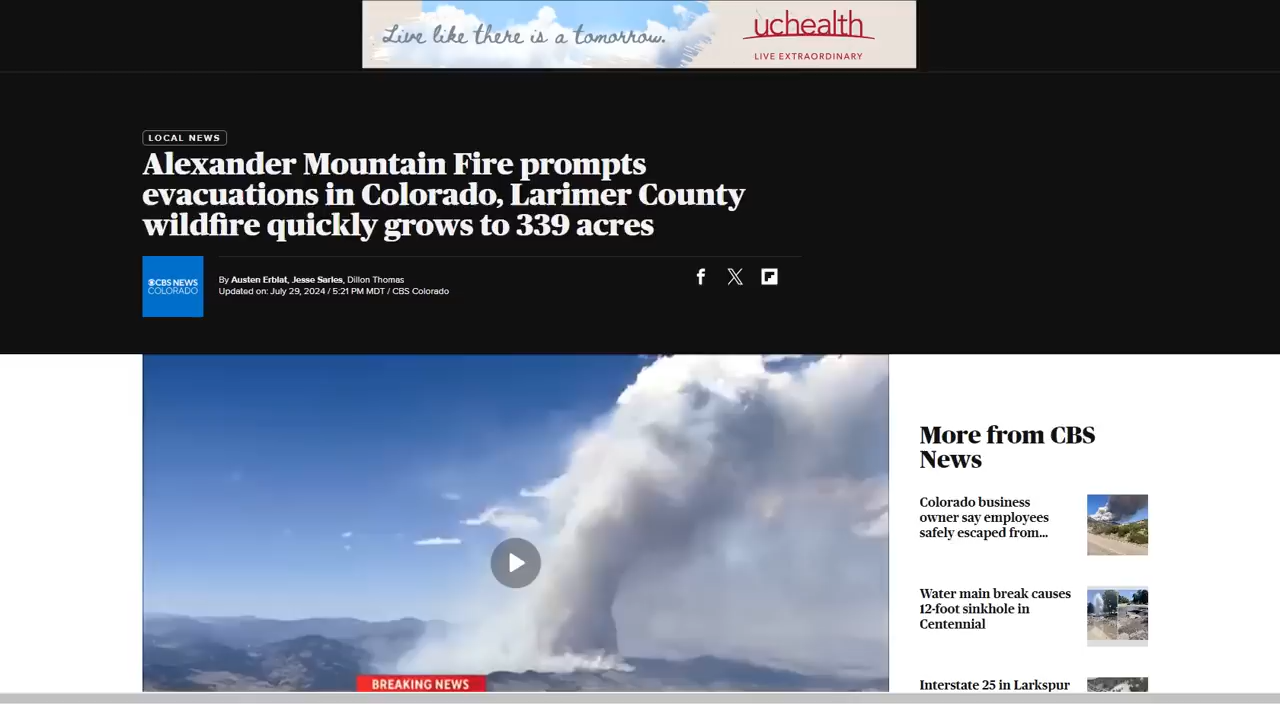 Live like there is a tomorrow.
uchealth
LIVE EXTRAORDINARY
LOCAL NEWS
Alexander Mountain Fire prompts
evacuations in Colorado, Larimer County
wildfire quickly grows to 339 acres
CBS NEWS
COLORADO
By Austen Erblat, Jesse Sarles, Dillon Thomas
Updated on: July 29, 2024 / 5:21 PM MDT / CBS Colorado
BREAKING NEWS
More from CBS
News
Colorado business
owner say employees
safely escaped from...
Water main break causes
12-foot sinkhole in
Centennial
Interstate 25 in Larkspur